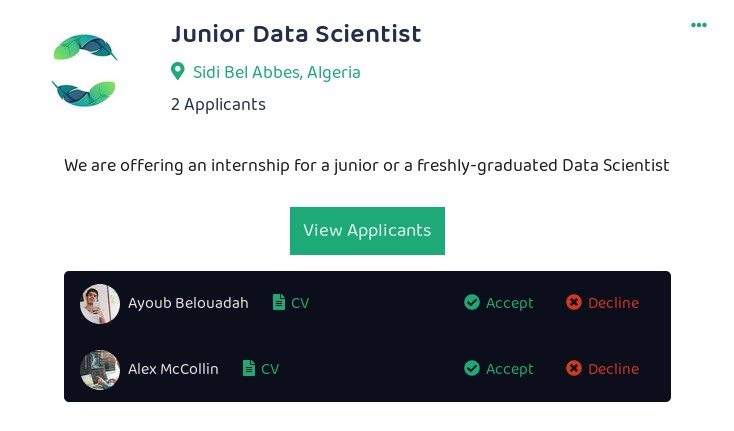 Junior Data Scientist
Sidi Bel Abbes, Algeria
2 Applicants
We are offering an internship for a junior or a freshly-graduated Data Scientist
View Applicants
Ayoub Belouadah CV Accept Decline
Alex McCollin CV Accept Decline